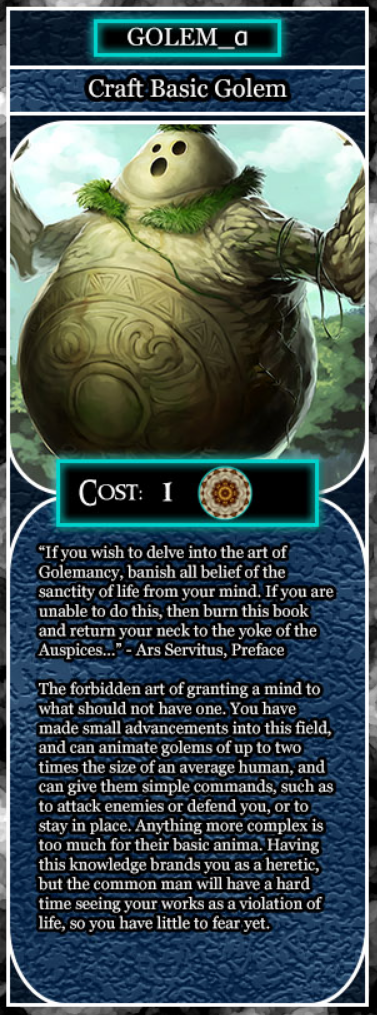 GOLEM_α
Craft Basic Golem
Cost: 1
“If you wish to delve into the art of
Golemancy, banish all belief of the
sanctity of life from your mind. If you are
unable to do this, then burn this book
and return your neck to the yoke of the
Auspices...” - Ars Servitus, Preface
The forbidden art of granting a mind to
what should not have one. You have
made small advancements into this field,
and can animate golems of up to two
times the size of an average human, and
can give them simple commands, such as
to attack enemies or defend you, or to
stay in place. Anything more complex is
too much for their basic anima. Having
this knowledge brands you as a heretic,
but the common man will have a hard
time seeing your works as a violation of
life, so you have little to fear yet.